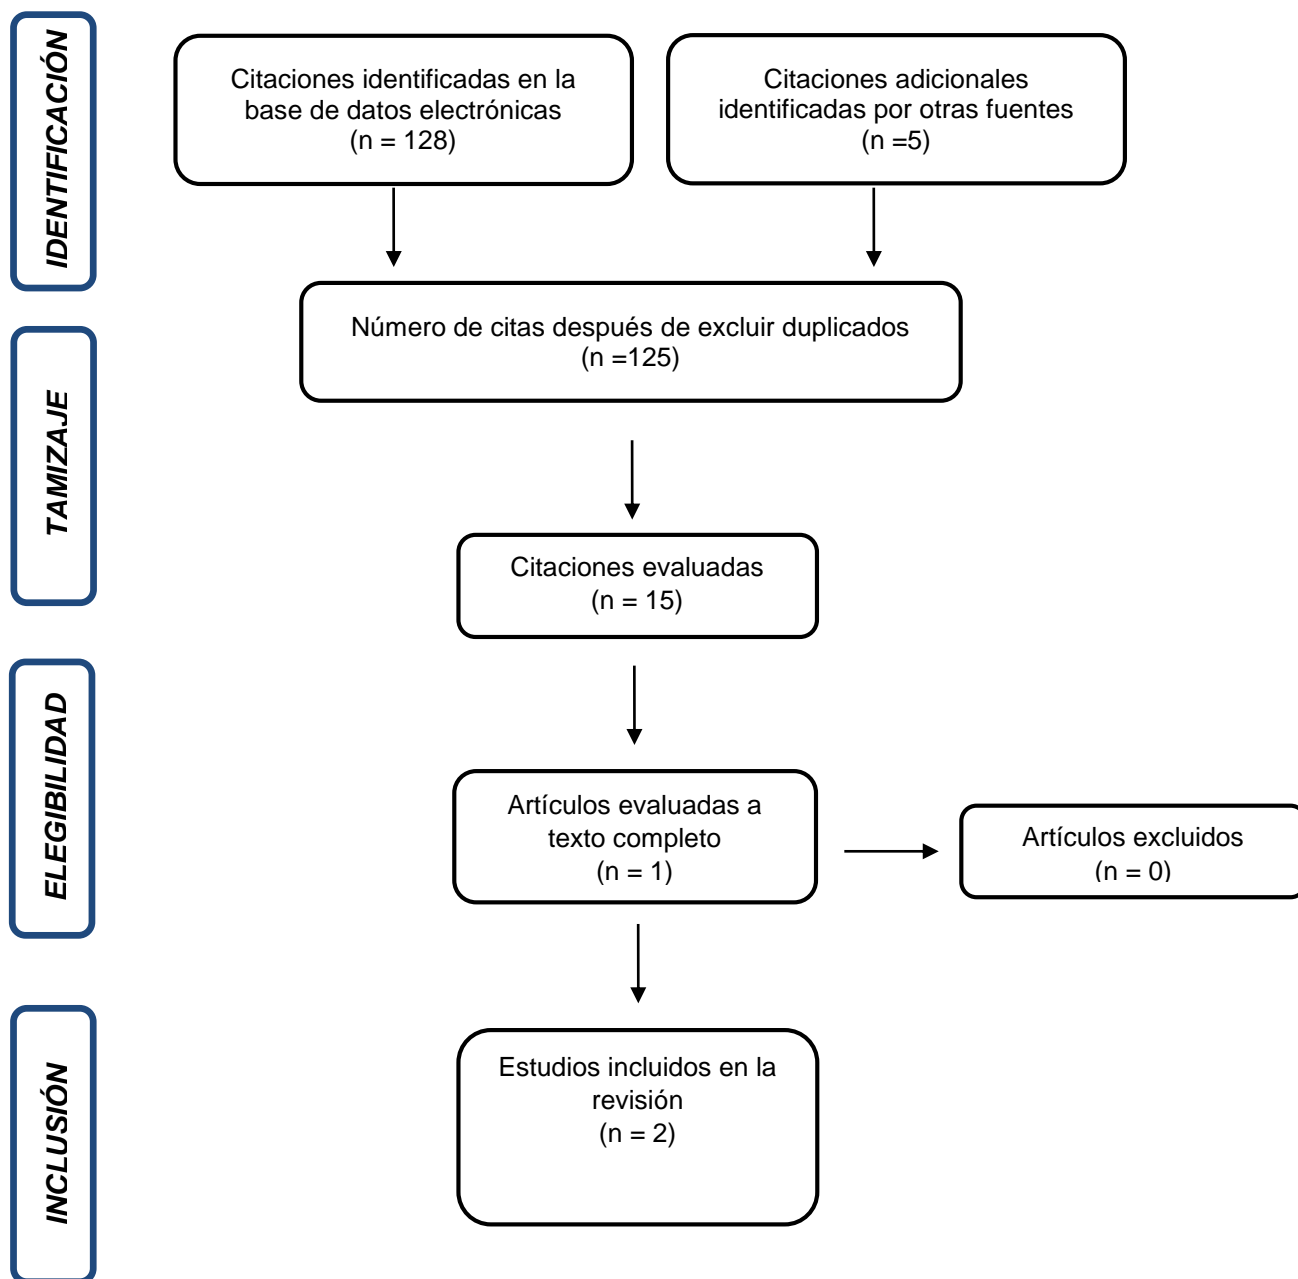 IDENTIFICACIÓN
Citaciones identificadas en la
base de datos electrónicas
(n = 128)
Citaciones adicionales
identificadas por otras fuentes
(n =5)
Número de citas después de excluir duplicados
(n =125)
TAMIZAJE
Citaciones evaluadas
(n = 15)
ELEGIBILIDAD
Artículos evaluadas a
texto completo
(n = 1)
Artículos excluidos
(n = 0)
INCLUSIÓN
Estudios incluidos en la
revisión
(n = 2)